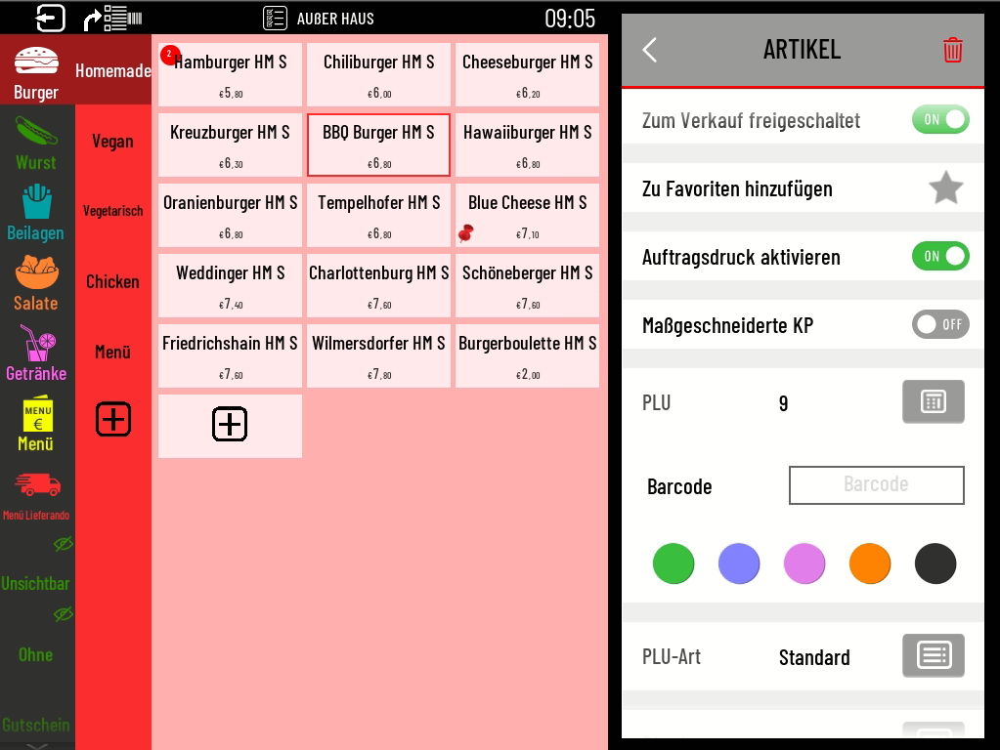 AUßER HAUS
09:05
Burger
Homemade
Wurst
Vegan
Beilagen
Vegetarisch
Salate
Chicken
Getränke
Menü
MENU
€
Menü
Menü Lieferando
Unsichtbar
Ohne
Gutschein
2
Hamburger HM S
€5,80
Chiliburger HM S
€6,00
Cheeseburger HM S
€6,20
Kreuzburger HM S
€6,30
BBQ Burger HM S
€6,80
Hawaiiburger HM S
€6,80
Oranienburger HM S
€6,80
Tempelhofer HM S
€6,80
Blue Cheese HM S
€7,10
Weddinger HM S
€7,40
Charlottenburg HM S
€7,60
Schöneberger HM S
€7,60
Friedrichshain HM S
€7,60
Wilmersdorfer HM S
€7,80
Burgerboulette HM S
€2,00
ARTIKEL
Zum Verkauf freigeschaltet
ON
Zu Favoriten hinzufügen
Auftragsdruck aktivieren
ON
Maßgeschneiderte KP
OFF
PLU
9
Barcode
Barcode
PLU-Art
Standard